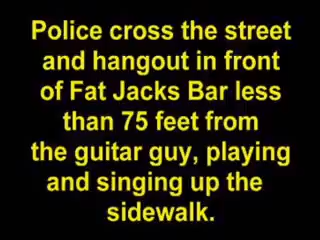 Police cross the street
and hangout in front
of Fat Jacks Bar less
than 75 feet from
the guitar guy, playing
and singing up the
sidewalk.